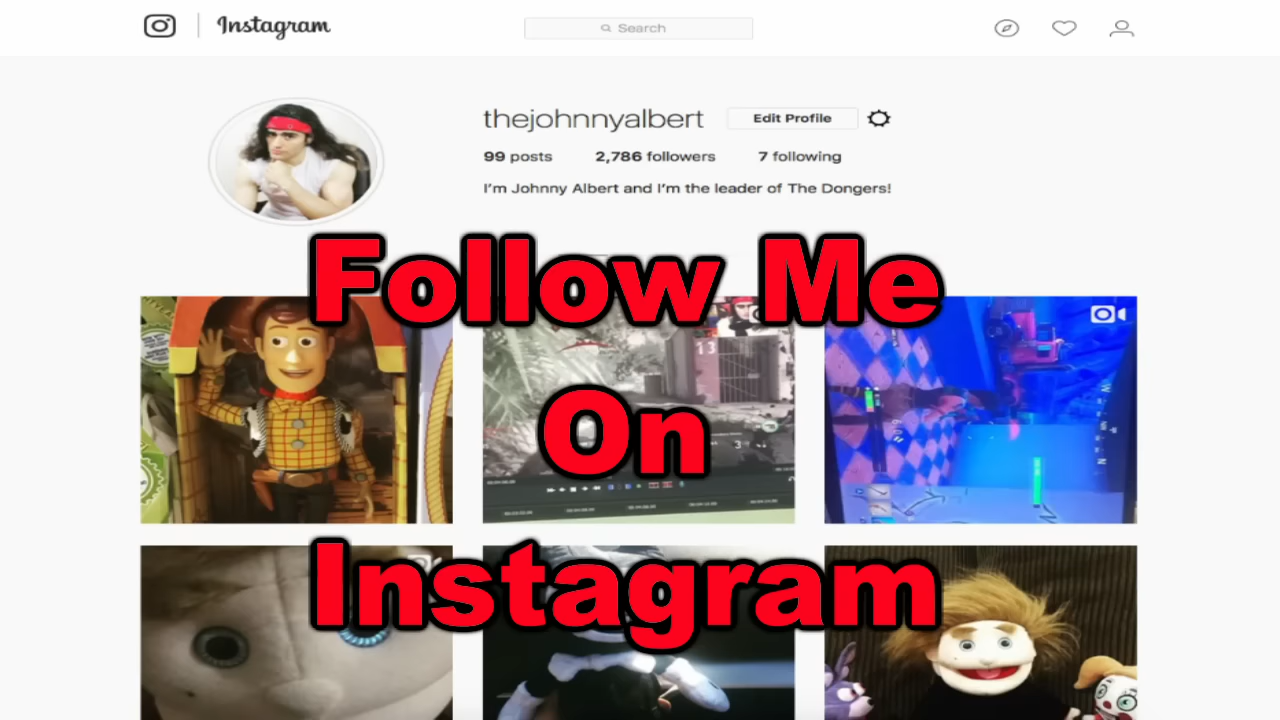 Instagram
Search
thejohnnyalbert
Edit Profile
99 posts 2,786 followers 7 following
I'm Johnny Albert and I'm the leader of The Dongers!
Follow Me
On
Instagram
13